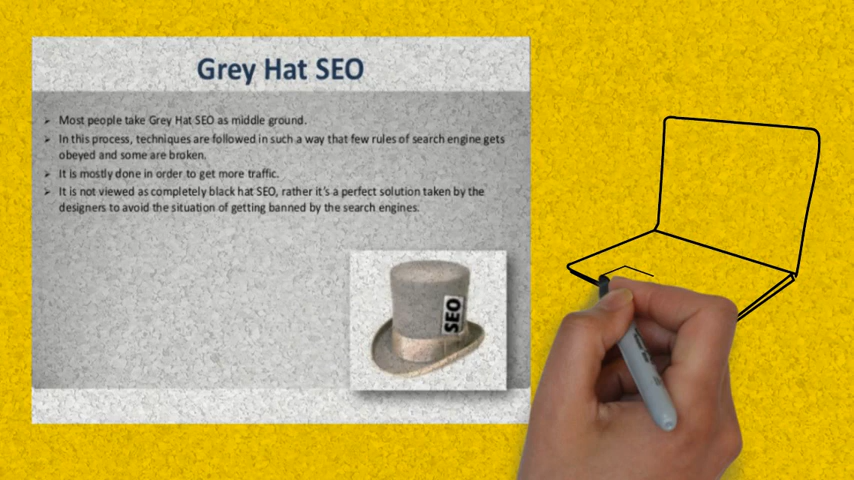 Grey Hat SEO
➢ Most people take Grey Hat SEO as middle ground.
➢ In this process, techniques are followed in such a way that few rules of search engine gets
obeyed and some are broken.
➢ It is mostly done in order to get more traffic.
➢ It is not viewed as completely black hat SEO, rather it's a perfect solution taken by the
designers to avoid the situation of getting banned by the search engines.
SEO